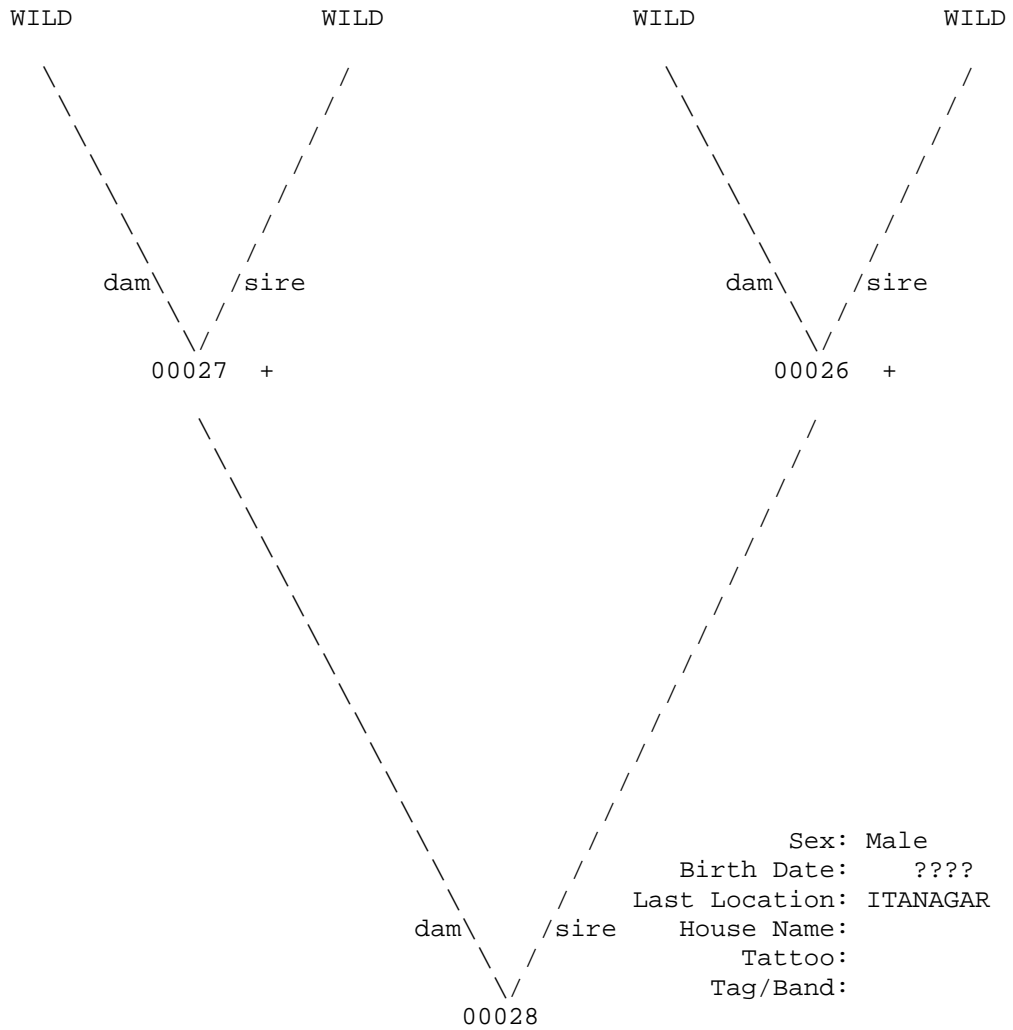 WILD WILD WILD WILD
dam sire dam sire
00027 + 00026 +
Sex: Male
Birth Date: ????
Last Location: ITANAGAR
dam sire House Name:
Tattoo:
Tag/Band:
00028